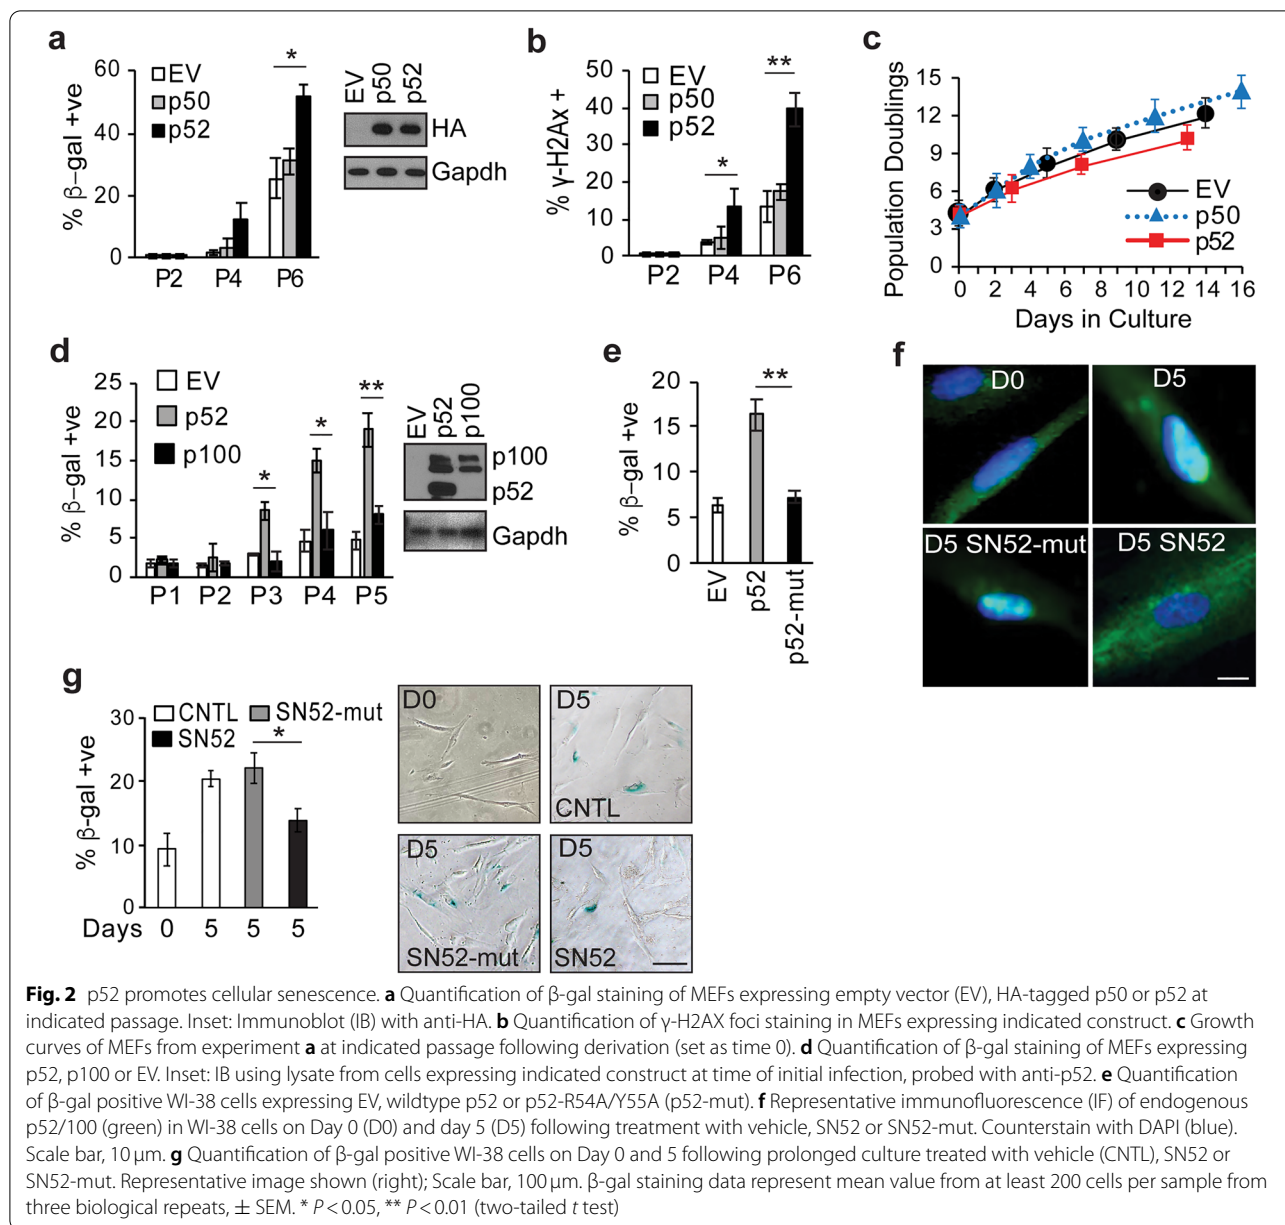 a
% β–gal +ve
60
40
20
0
EV
p50
p52
*
P2 P4 P6
EV p50 p52
HA
Gapdh
b
% γ-H2Ax +
50
40
30
20
10
0
EV
p50
p52
*
**
P2 P4 P6
c
Population Doublings
15
12
9
6
3
0
EV
p50
p52
0 2 4 6 8 10 12 14 16
Days in Culture
d
% β–gal +ve
25
20
15
10
5
0
EV
p52
p100
*
*
**
P1 P2 P3 P4 P5
EV p52 p100
p100
p52
Gapdh
e
% β–gal +ve
20
15
10
5
0
**
EV p52 p52-mut
f
D0
D5
D5 SN52-mut
D5 SN52
g
% β-gal +ve
30
20
10
0
CNTL SN52-mut
SN52
*
Days 0 5 5 5
D0
D5
CNTL
D5
SN52-mut
D5
SN52
Fig. 2 p52 promotes cellular senescence. a Quantification of β-gal staining of MEFs expressing empty vector (EV), HA-tagged p50 or p52 at
indicated passage. Inset: Immunoblot (IB) with anti-HA. b Quantification of γ-H2AX foci staining in MEFs expressing indicated construct. c Growth
curves of MEFs from experiment a at indicated passage following derivation (set as time 0). d Quantification of β-gal staining of MEFs expressing
p52, p100 or EV. Inset: IB using lysate from cells expressing indicated construct at time of initial infection, probed with anti-p52. e Quantification
of β-gal positive WI-38 cells expressing EV, wildtype p52 or p52-R54A/Y55A (p52-mut). f Representative immunofluorescence (IF) of endogenous
p52/100 (green) in WI-38 cells on Day 0 (D0) and day 5 (D5) following treatment with vehicle, SN52 or SN52-mut. Counterstain with DAPI (blue).
Scale bar, 10 μm. g Quantification of β-gal positive WI-38 cells on Day 0 and 5 following prolonged culture treated with vehicle (CNTL), SN52 or
SN52-mut. Representative image shown (right); Scale bar, 100 μm. β-gal staining data represent mean value from at least 200 cells per sample from
three biological repeats, ± SEM. * P < 0.05, ** P < 0.01 (two-tailed t test)